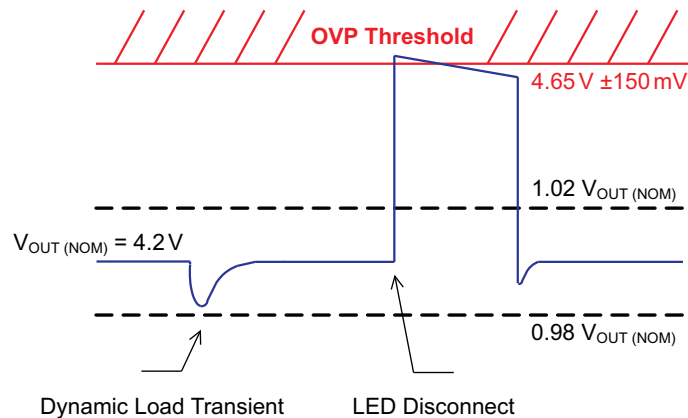 OVP Threshold
4.65 V ±150 mV
1.02 VOUT (NOM)
VOUT (NOM) = 4.2 V
0.98 VOUT (NOM)
Dynamic Load Transient
LED Disconnect